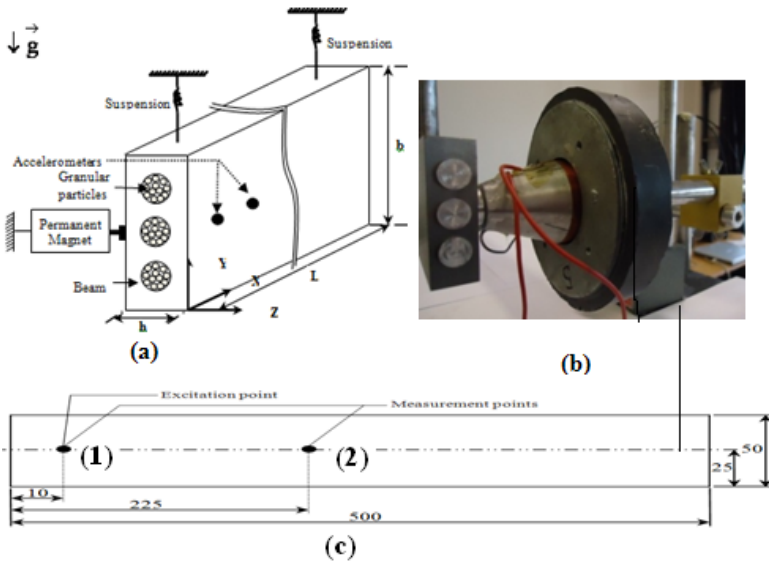 g
Suspension
Suspension
Accelerometers
Granular
particles
Permanent
Magnet
Beam
b
Y
X
L
Z
h
(a)
9
(b)
Excitation point
Measurement points
(1)
(2)
10
225
500
25
50
(c)